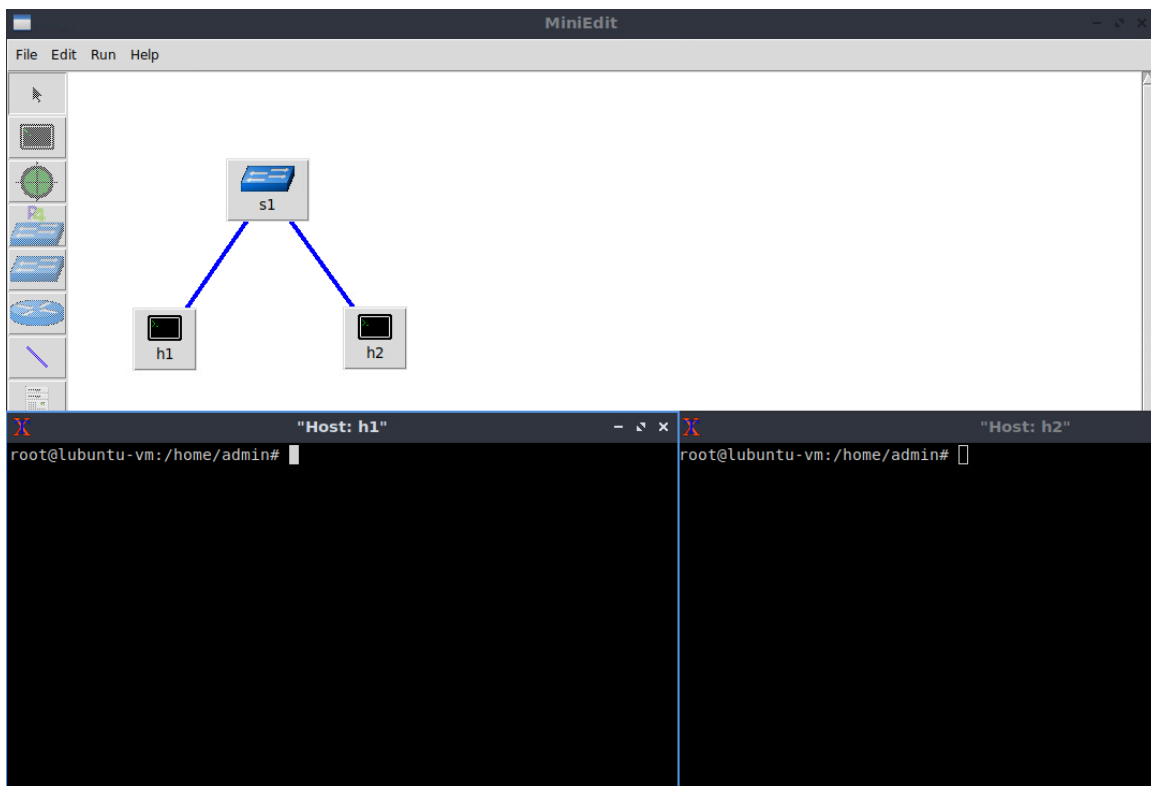 MiniEdit
File Edit Run Help
P4
s1
h1 h2
"Host: h1" "Host: h2"
root@lubuntu-vm:/home/admin# root@lubuntu-vm:/home/admin#